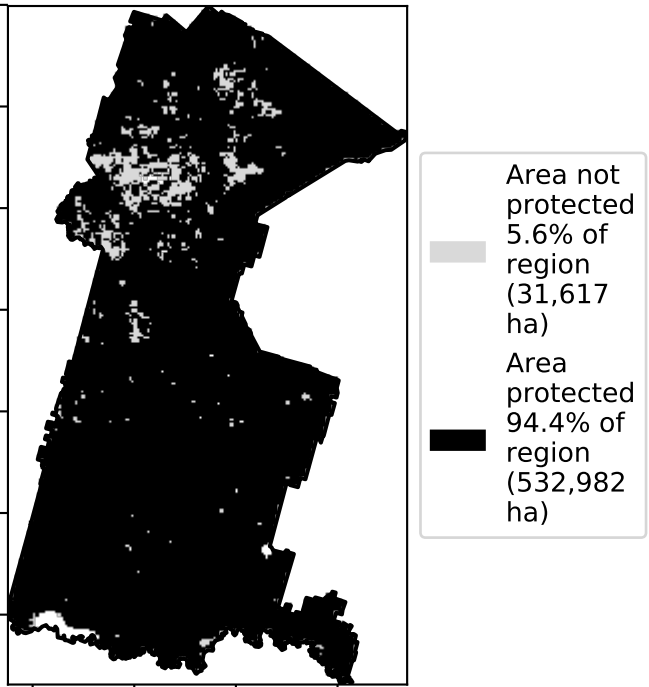 Area not
protected
5.6% of
region
(31,617
ha)
Area
protected
94.4% of
region
(532,982
ha)